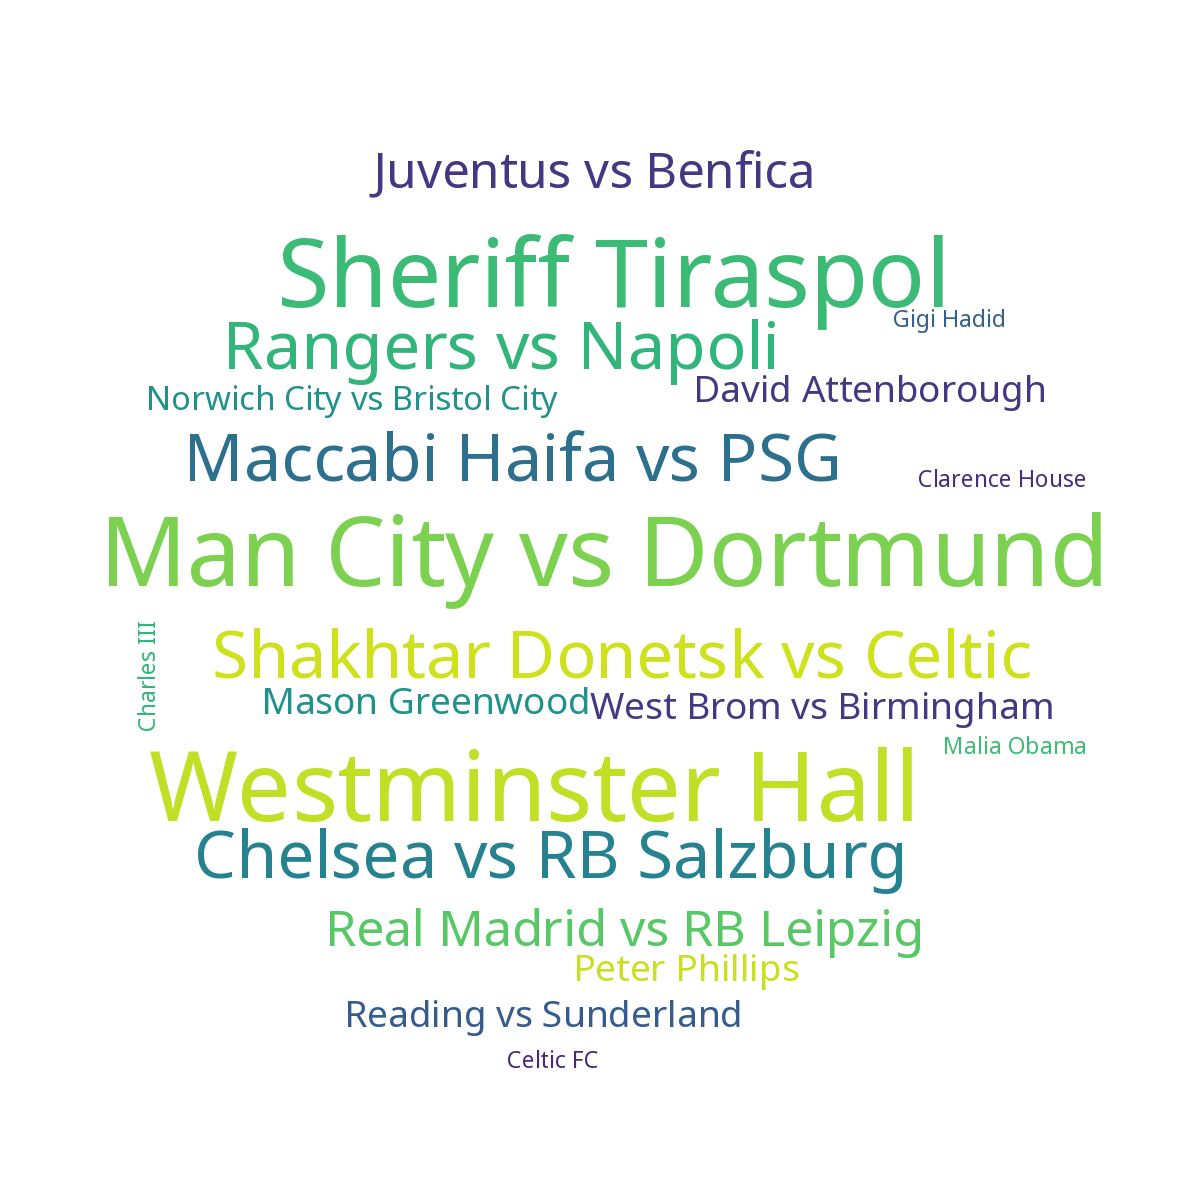 Juventus vs Benfica
Sheriff Tiraspol
Gigi Hadid
Rangers vs Napoli
David Attenborough
Norwich City vs Bristol City
Maccabi Haifa vs PSG
Clarence House
Man City vs Dortmund
Charles III
Shakhtar Donetsk vs Celtic
Mason Greenwood
West Brom vs Birmingham
Malia Obama
Westminster Hall
Chelsea vs RB Salzburg
Real Madrid vs RB Leipzig
Peter Phillips
Reading vs Sunderland
Celtic FC